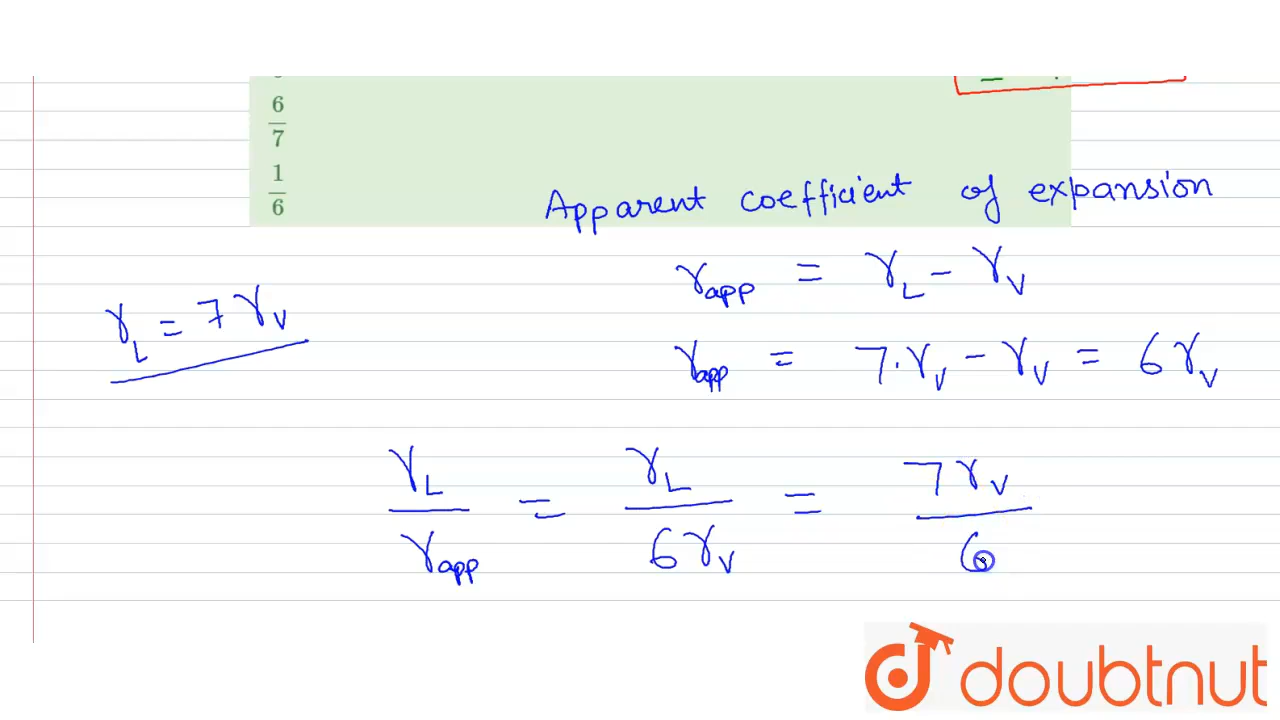 6
7
1
6
Apparent coefficient of expansion
γapp = γL - γV
γL = 7γV
γapp = 7.γV - γV = 6γV
γL/γapp = γL/6γV = 7γV/6
doubtnut